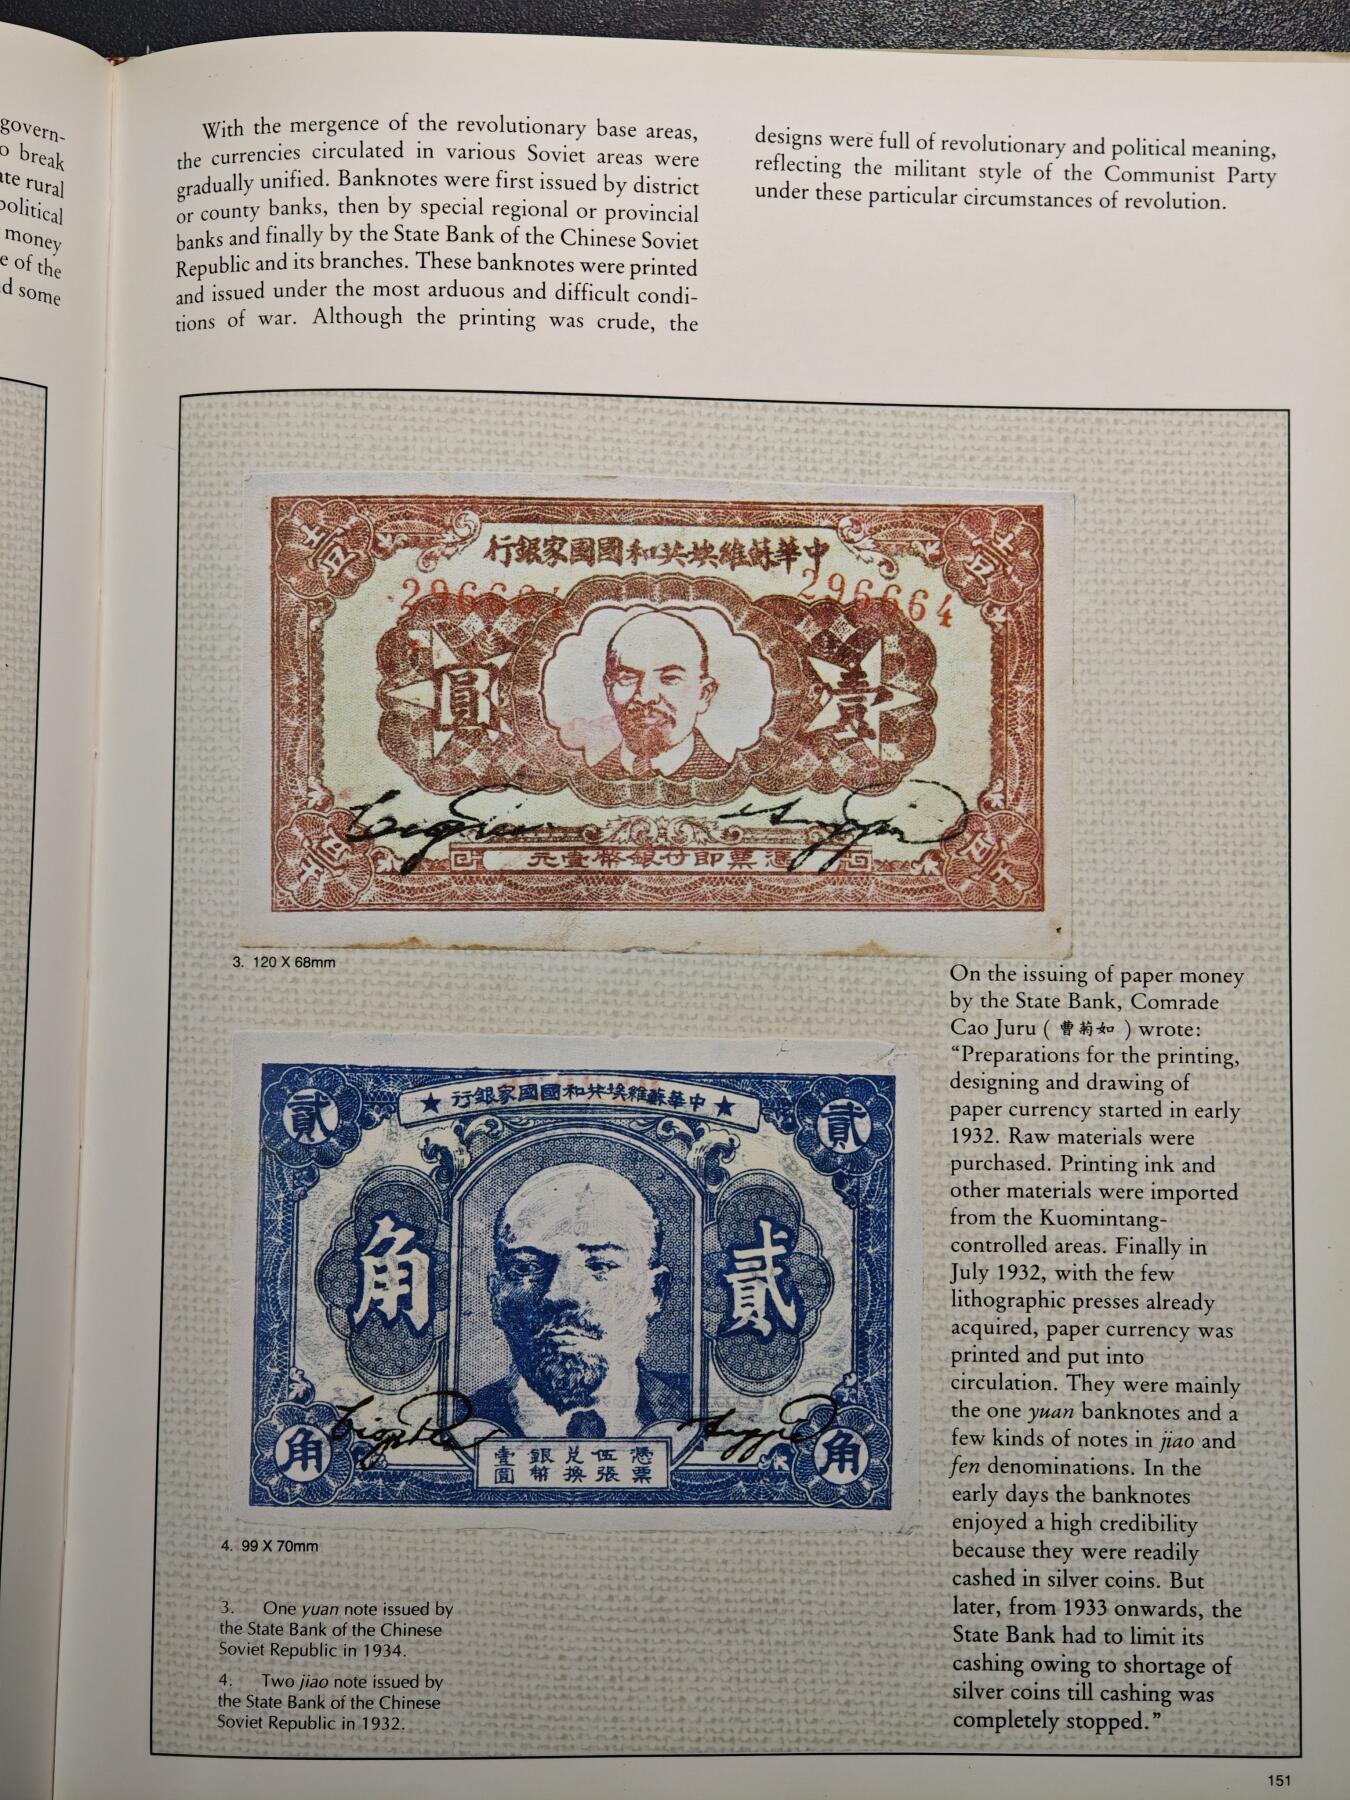 govern-
o break
ate rural
political
money
e of the
d some
With the mergence of the revolutionary base areas,
the currencies circulated in various Soviet areas were
gradually unified. Banknotes were first issued by district
or county banks, then by special regional or provincial
banks and finally by the State Bank of the Chinese Soviet
Republic and its branches. These banknotes were printed
and issued under the most arduous and difficult condi-
tions of war. Although the printing was crude, the
designs were full of revolutionary and political meaning,
reflecting the militant style of the Communist Party
under these particular circumstances of revolution.
行銀家國國和共埃維蘇華中
壹
壹
296664
296664
圓
壹
元壹幣銀付即票憑
3. 120 X 68mm
★行銀家國國和共埃維蘇華中★
貳
貳
角
貳
角
角
憑票
伍張
兌換
銀幣
壹圓
4. 99 X 70mm
3. One yuan note issued by
the State Bank of the Chinese
Soviet Republic in 1934.
4. Two jiao note issued by
the State Bank of the Chinese
Soviet Republic in 1932.
On the issuing of paper money
by the State Bank, Comrade
Cao Juru ( 曹菊如 ) wrote:
“Preparations for the printing,
designing and drawing of
paper currency started in early
1932. Raw materials were
purchased. Printing ink and
other materials were imported
from the Kuomintang-
controlled areas. Finally in
July 1932, with the few
lithographic presses already
acquired, paper currency was
printed and put into
circulation. They were mainly
the one yuan banknotes and a
few kinds of notes in jiao and
fen denominations. In the
early days the banknotes
enjoyed a high credibility
because they were readily
cashed in silver coins. But
later, from 1933 onwards, the
State Bank had to limit its
cashing owing to shortage of
silver coins till cashing was
completely stopped.”
151